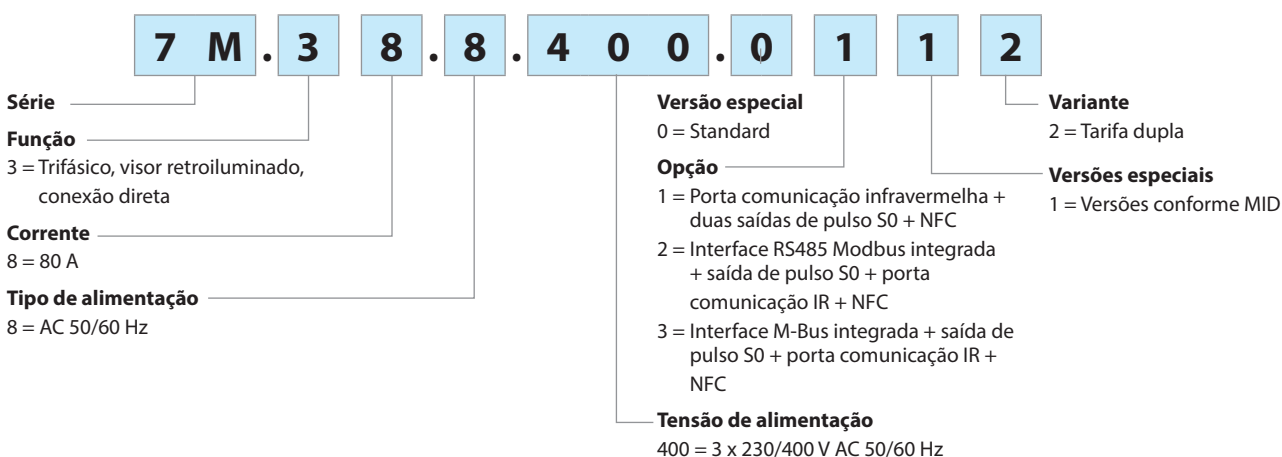 7 M . 3 8 . 8 . 4 0 0 . 0 1 1 2
Série
Função
3 = Trifásico, visor retroiluminado,
conexão direta
Corrente
8 = 80 A
Tipo de alimentação
8 = AC 50/60 Hz
Versão especial
0 = Standard
Opção
1 = Porta comunicação infravermelha +
duas saídas de pulso S0 + NFC
2 = Interface RS485 Modbus integrada
+ saída de pulso S0 + porta
comunicação IR + NFC
3 = Interface M-Bus integrada + saída de
pulso S0 + porta comunicação IR +
NFC
Tensão de alimentação
400 = 3 x 230/400 V AC 50/60 Hz
Variante
2 = Tarifa dupla
Versões especiais
1 = Versões conforme MID